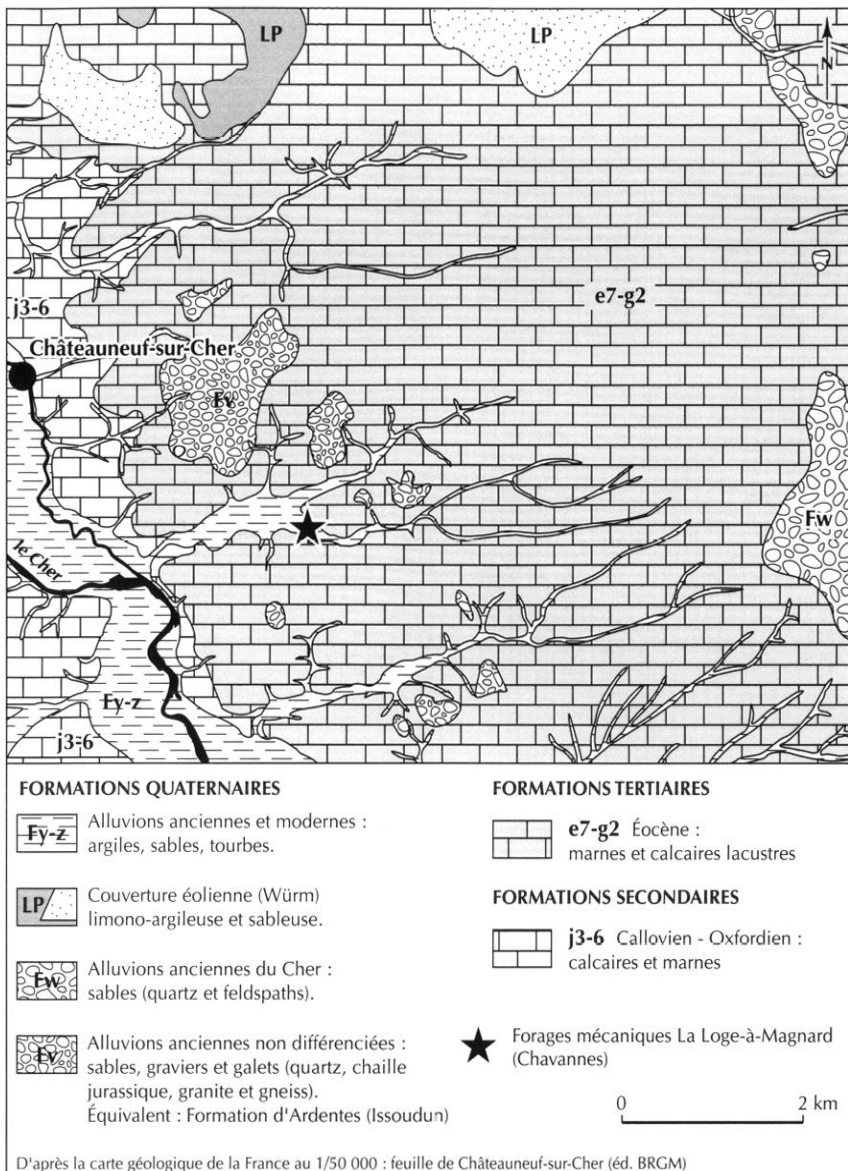 LP
LP
N
j3-6
e7-g2
Châteauneuf-sur-Cher
Fv
Fw
le Cher
Fy-z
j3-6
FORMATIONS QUATERNAIRES
Fy-z
Alluvions anciennes et modernes :
argiles, sables, tourbes.
LP
Couverture éolienne (Würm)
limono-argileuse et sableuse.
Fw
Alluvions anciennes du Cher :
sables (quartz et feldspaths).
Fv
Alluvions anciennes non différenciées :
sables, graviers et galets (quartz, chaille
jurassique, granite et gneiss).
Équivalent : Formation d'Ardentes (Issoudun)
FORMATIONS TERTIAIRES
e7-g2 Éocène :
marnes et calcaires lacustres
FORMATIONS SECONDAIRES
j3-6 Callovien - Oxfordien :
calcaires et marnes
Forages mécaniques La Loge-à-Magnard
(Chavannes)
0 2 km
D'après la carte géologique de la France au 1/50 000 : feuille de Châteauneuf-sur-Cher (éd. BRGM)